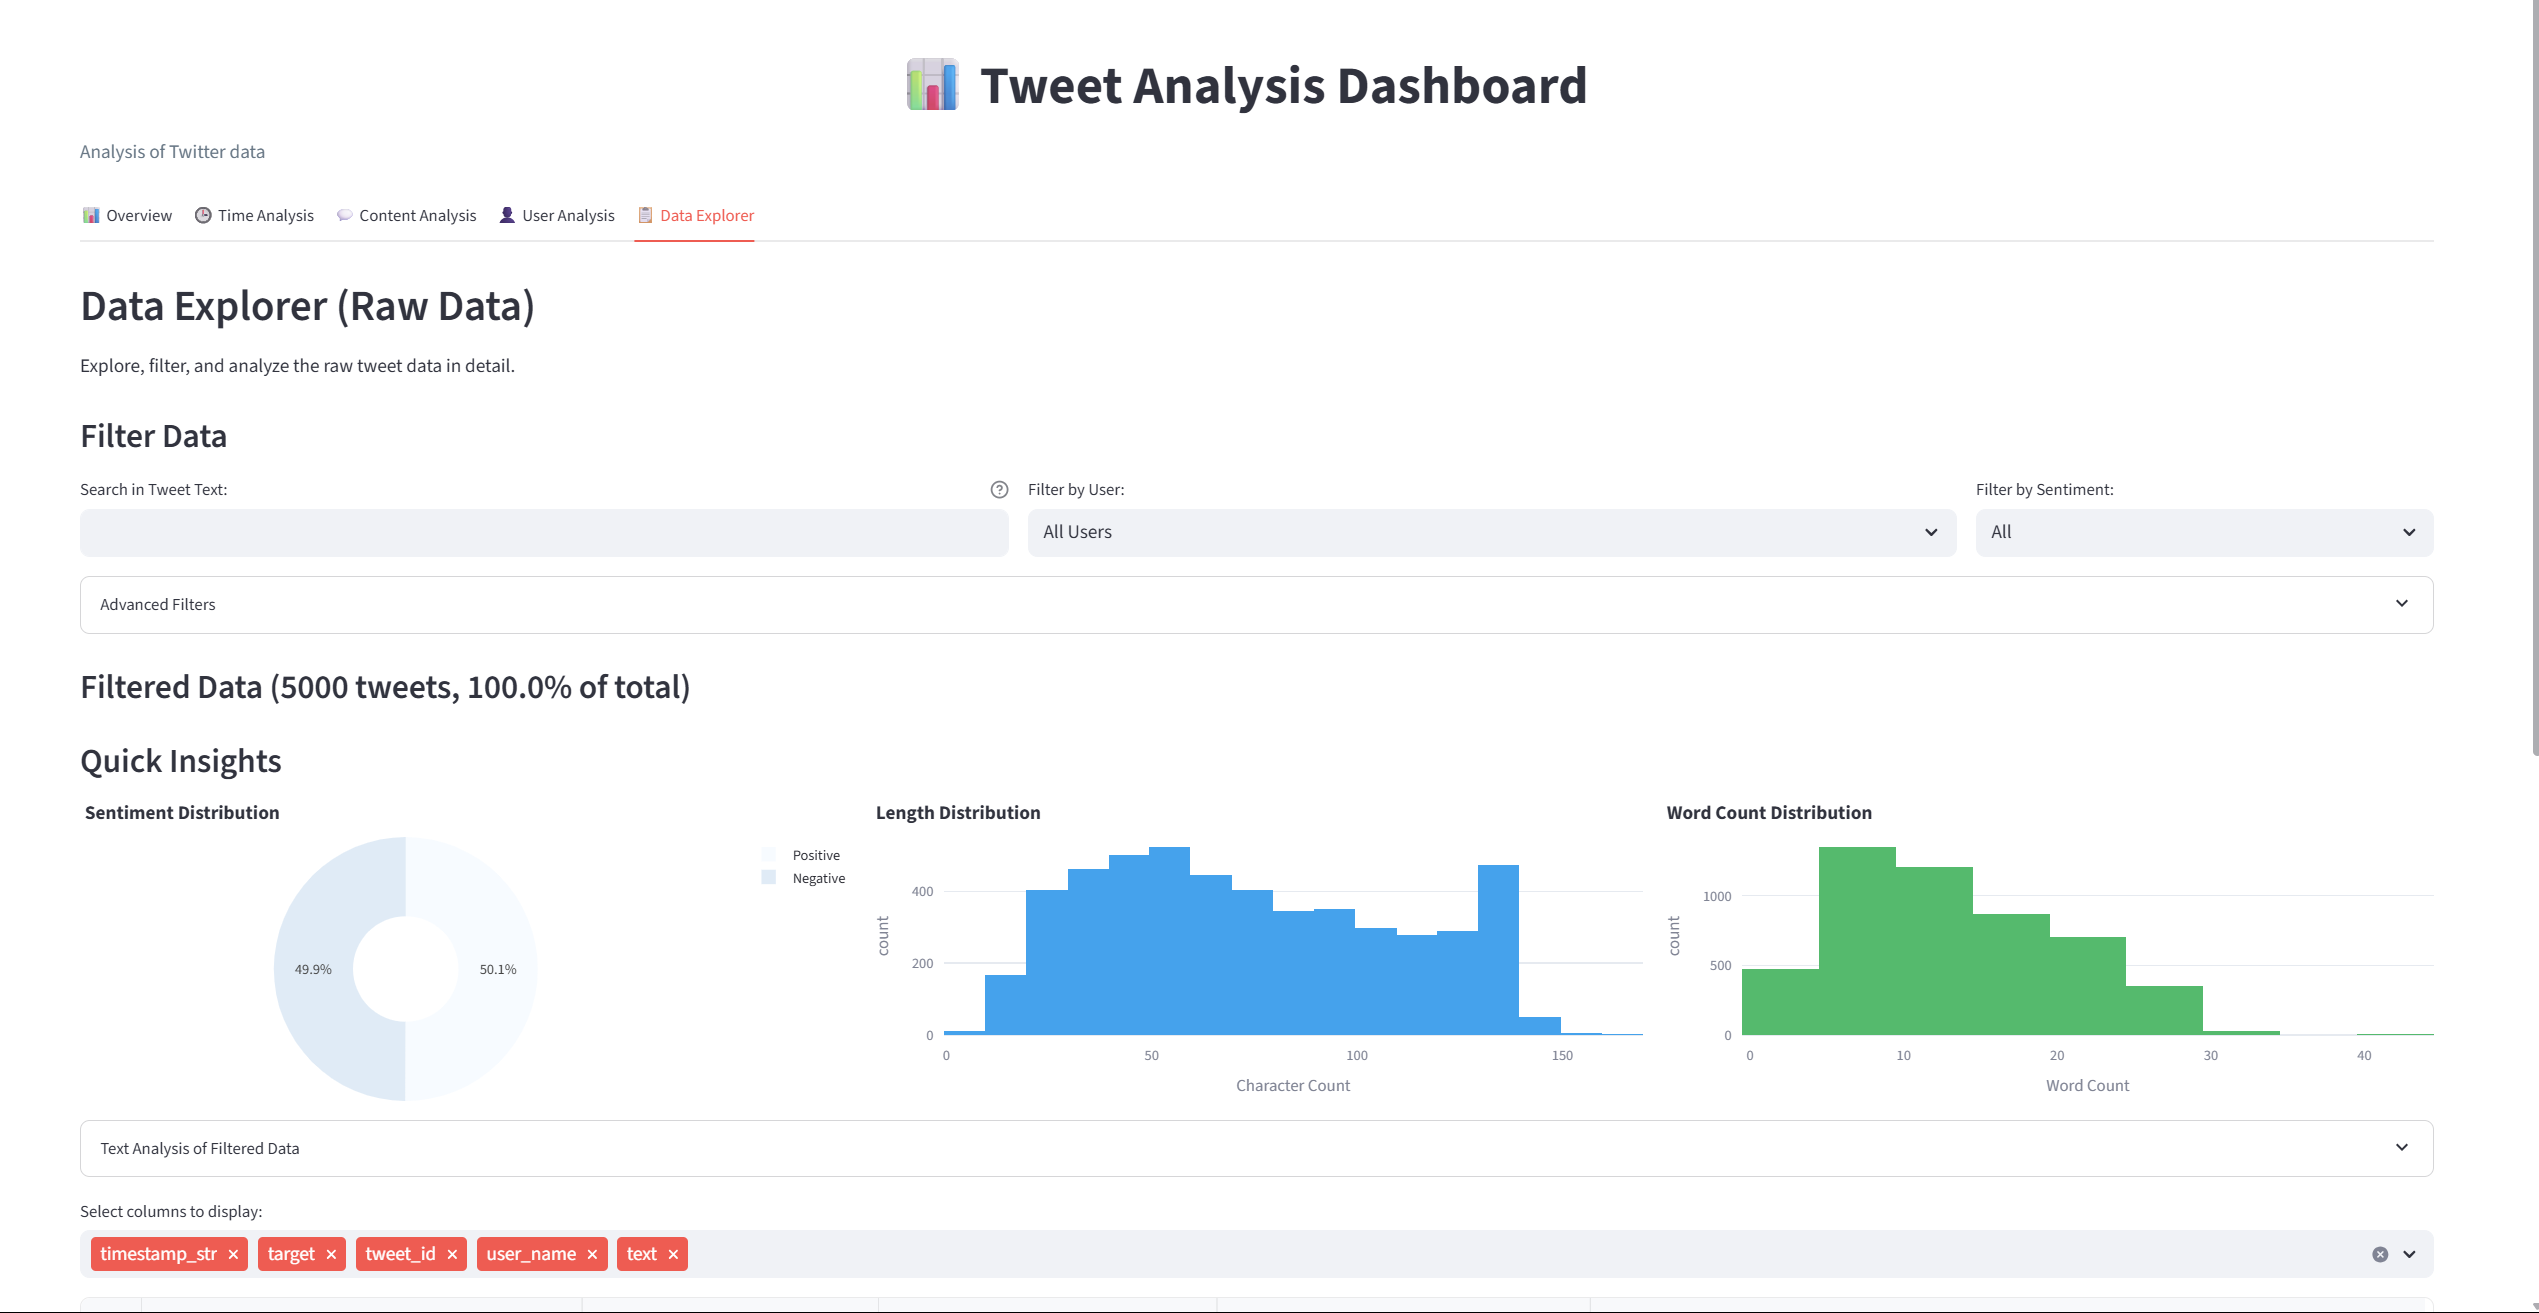 Tweet Analysis Dashboard
Analysis of Twitter data
Overview Time Analysis Content Analysis User Analysis Data Explorer
Data Explorer (Raw Data)
Explore, filter, and analyze the raw tweet data in detail.
Filter Data
Search in Tweet Text: Filter by User: Filter by Sentiment:
All Users All
Advanced Filters
Filtered Data (5000 tweets, 100.0% of total)
Quick Insights
Sentiment Distribution
Positive
Negative
49.9% 50.1%
Length Distribution
count
400
200
0
0 50 100 150
Character Count
Word Count Distribution
count
1000
500
0
0 10 20 30 40
Word Count
Text Analysis of Filtered Data
Select columns to display:
timestamp_str × target × tweet_id × user_name × text ×